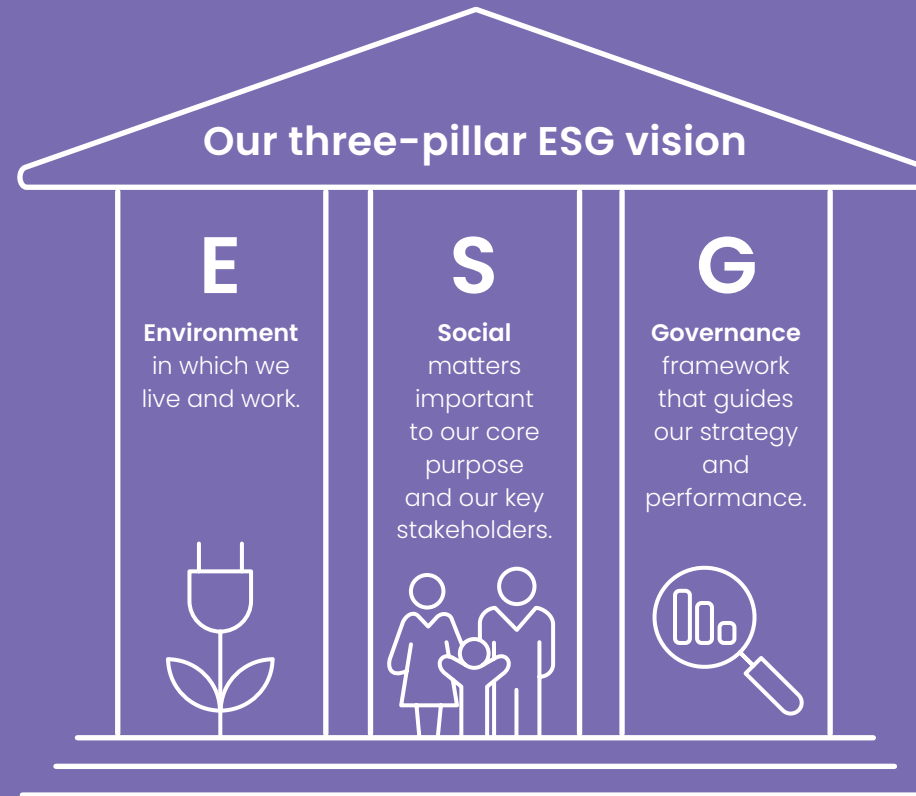 Our three-pillar ESG vision
E
Environment
in which we
live and work.
S
Social
matters
important
to our core
purpose
and our key
stakeholders.
G
Governance
framework
that guides
our strategy
and
performance.